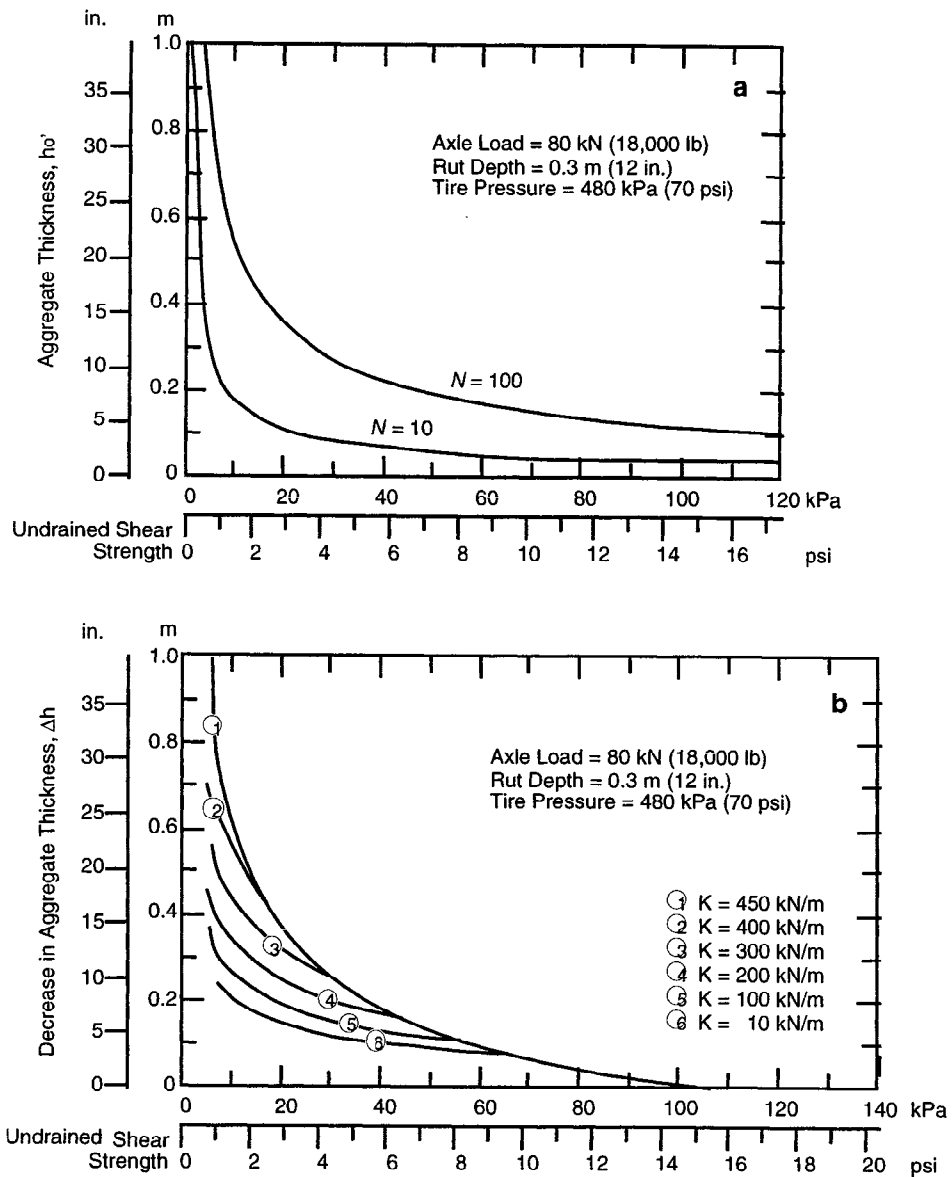 in. m
a
Axle Load = 80 kN (18,000 lb)
Rut Depth = 0.3 m (12 in.)
Tire Pressure = 480 kPa (70 psi)
Aggregate Thickness, ho'
35
30
25
20
15
10
5
0
1.0
0.8
0.6
0.4
0.2
0
N = 100
N = 10
0 20 40 60 80 100 120 kPa
Undrained Shear
Strength 0 2 4 6 8 10 12 14 16 psi
in. m
b
Axle Load = 80 kN (18,000 lb)
Rut Depth = 0.3 m (12 in.)
Tire Pressure = 480 kPa (70 psi)
Decrease in Aggregate Thickness, Δh
35
30
25
20
15
10
5
0
1.0
0.8
0.6
0.4
0.2
0
1
2
3
4
5
6
1 K = 450 kN/m
2 K = 400 kN/m
3 K = 300 kN/m
4 K = 200 kN/m
5 K = 100 kN/m
6 K = 10 kN/m
0 20 40 60 80 100 120 140 kPa
Undrained Shear
Strength 0 2 4 6 8 10 12 14 16 18 20 psi